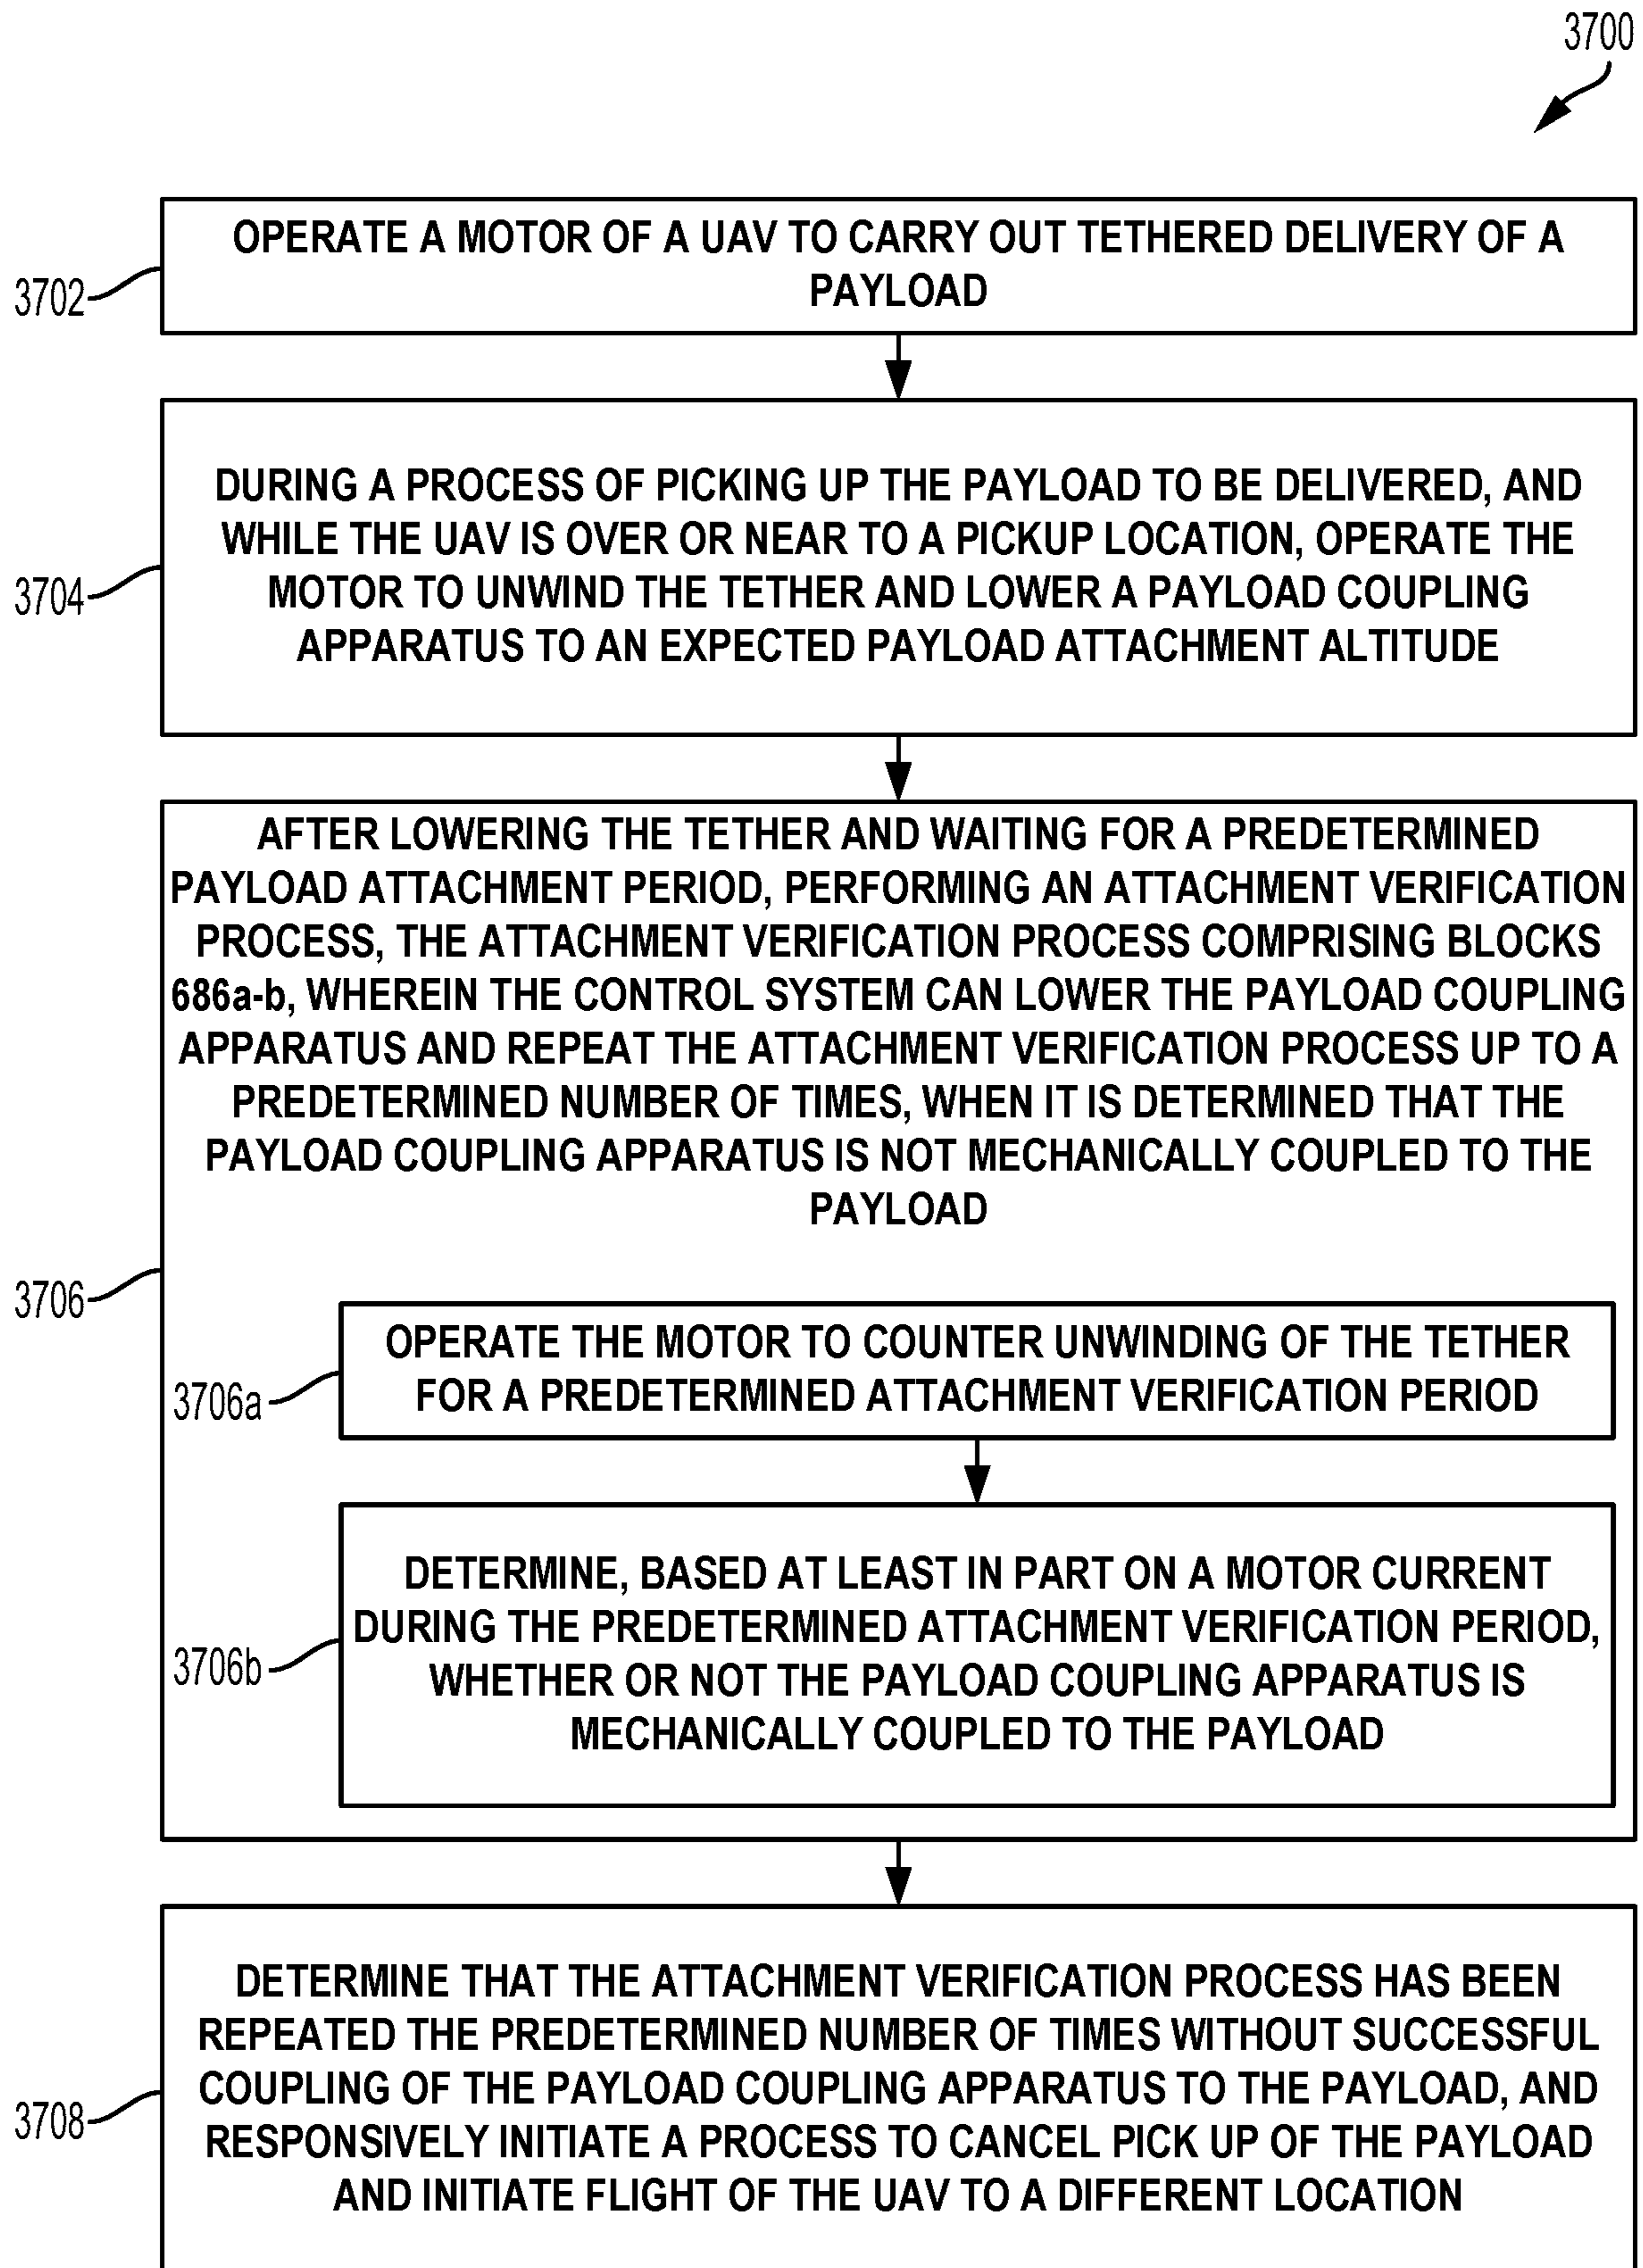 3700
OPERATE A MOTOR OF A UAV TO CARRY OUT TETHERED DELIVERY OF A
PAYLOAD
3702
DURING A PROCESS OF PICKING UP THE PAYLOAD TO BE DELIVERED, AND
WHILE THE UAV IS OVER OR NEAR TO A PICKUP LOCATION, OPERATE THE
MOTOR TO UNWIND THE TETHER AND LOWER A PAYLOAD COUPLING
APPARATUS TO AN EXPECTED PAYLOAD ATTACHMENT ALTITUDE
3704
AFTER LOWERING THE TETHER AND WAITING FOR A PREDETERMINED
PAYLOAD ATTACHMENT PERIOD, PERFORMING AN ATTACHMENT VERIFICATION
PROCESS, THE ATTACHMENT VERIFICATION PROCESS COMPRISING BLOCKS
686a-b, WHEREIN THE CONTROL SYSTEM CAN LOWER THE PAYLOAD COUPLING
APPARATUS AND REPEAT THE ATTACHMENT VERIFICATION PROCESS UP TO A
PREDETERMINED NUMBER OF TIMES, WHEN IT IS DETERMINED THAT THE
PAYLOAD COUPLING APPARATUS IS NOT MECHANICALLY COUPLED TO THE
PAYLOAD
3706
OPERATE THE MOTOR TO COUNTER UNWINDING OF THE TETHER
FOR A PREDETERMINED ATTACHMENT VERIFICATION PERIOD
3706a
DETERMINE, BASED AT LEAST IN PART ON A MOTOR CURRENT
DURING THE PREDETERMINED ATTACHMENT VERIFICATION PERIOD,
WHETHER OR NOT THE PAYLOAD COUPLING APPARATUS IS
MECHANICALLY COUPLED TO THE PAYLOAD
3706b
DETERMINE THAT THE ATTACHMENT VERIFICATION PROCESS HAS BEEN
REPEATED THE PREDETERMINED NUMBER OF TIMES WITHOUT SUCCESSFUL
COUPLING OF THE PAYLOAD COUPLING APPARATUS TO THE PAYLOAD, AND
RESPONSIVELY INITIATE A PROCESS TO CANCEL PICK UP OF THE PAYLOAD
AND INITIATE FLIGHT OF THE UAV TO A DIFFERENT LOCATION
3708